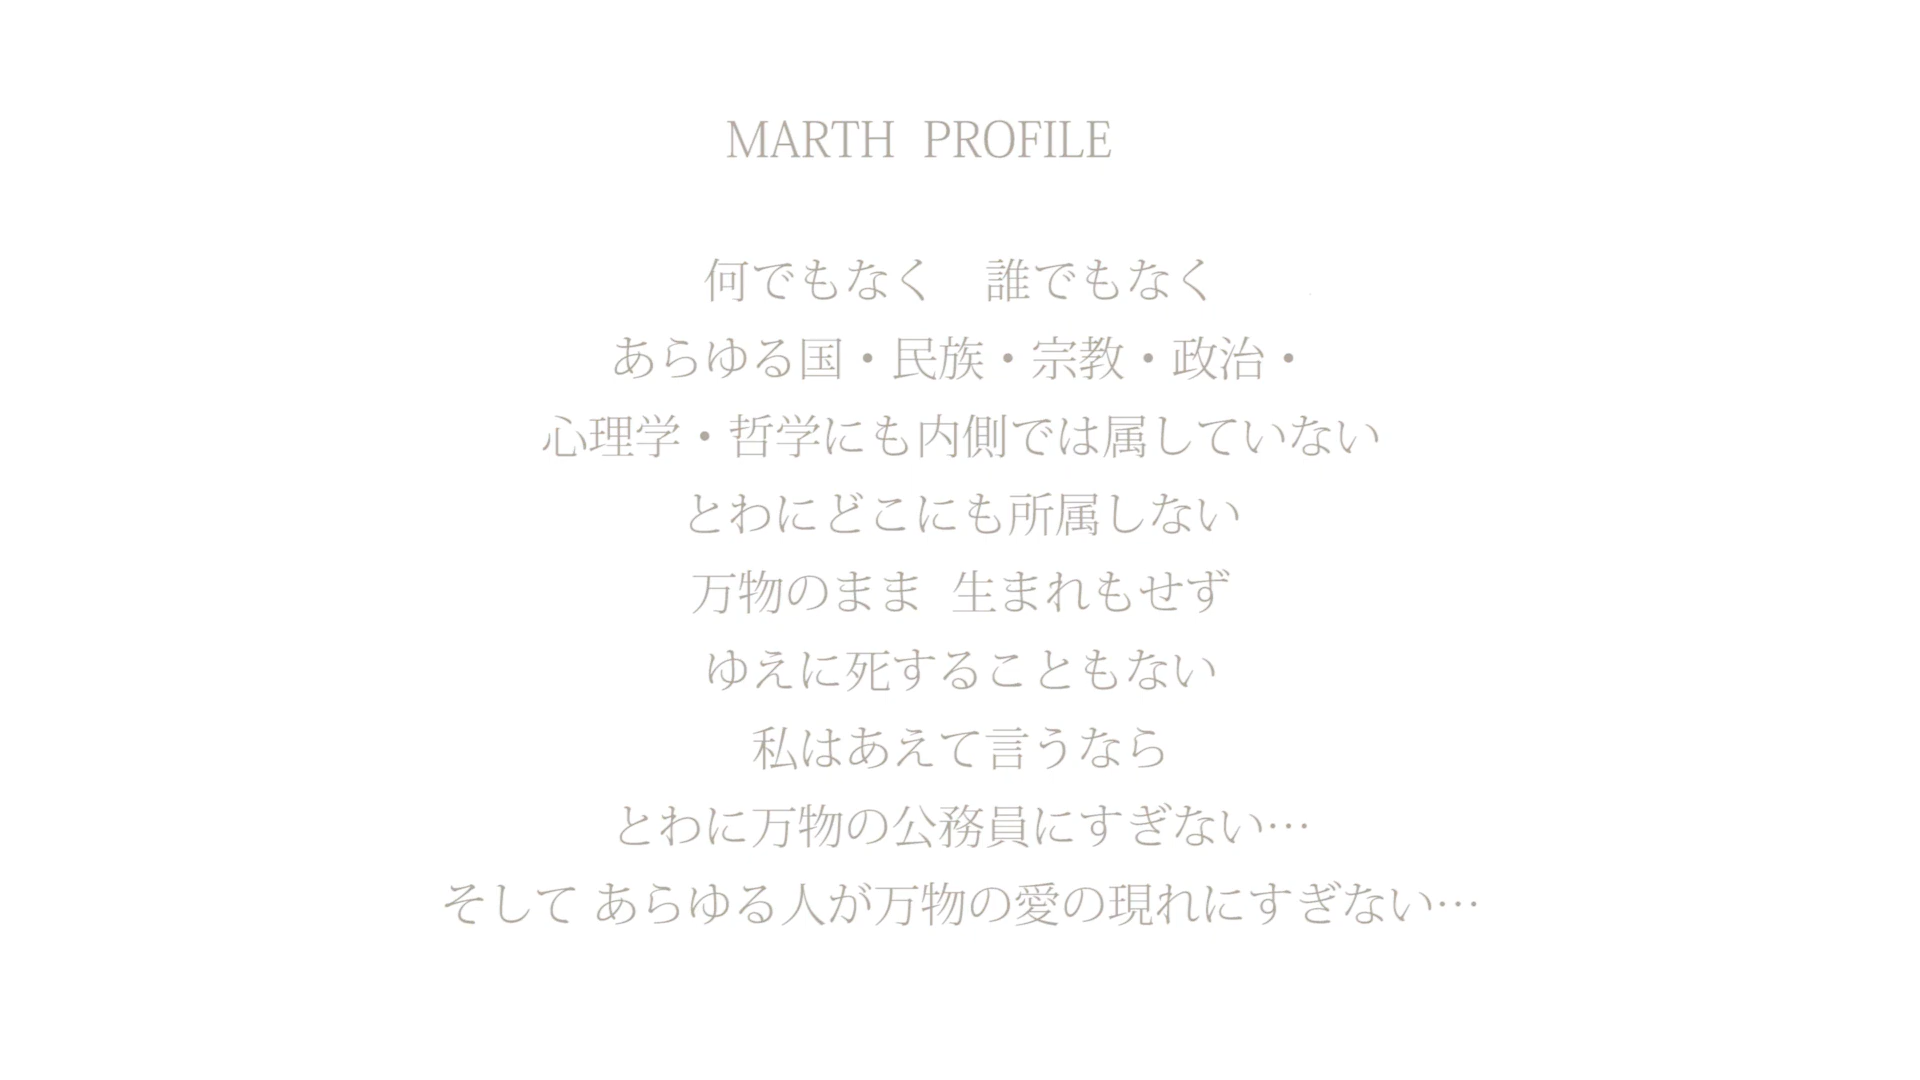 MARTH PROFILE
何でもなく　誰でもなく
あらゆる国・民族・宗教・政治・
心理学・哲学にも内側では属していない
とわにどこにも所属しない
万物のまま 生まれもせず
ゆえに死することもない
私はあえて言うなら
とわに万物の公務員にすぎない…
そして あらゆる人が万物の愛の現れにすぎない…